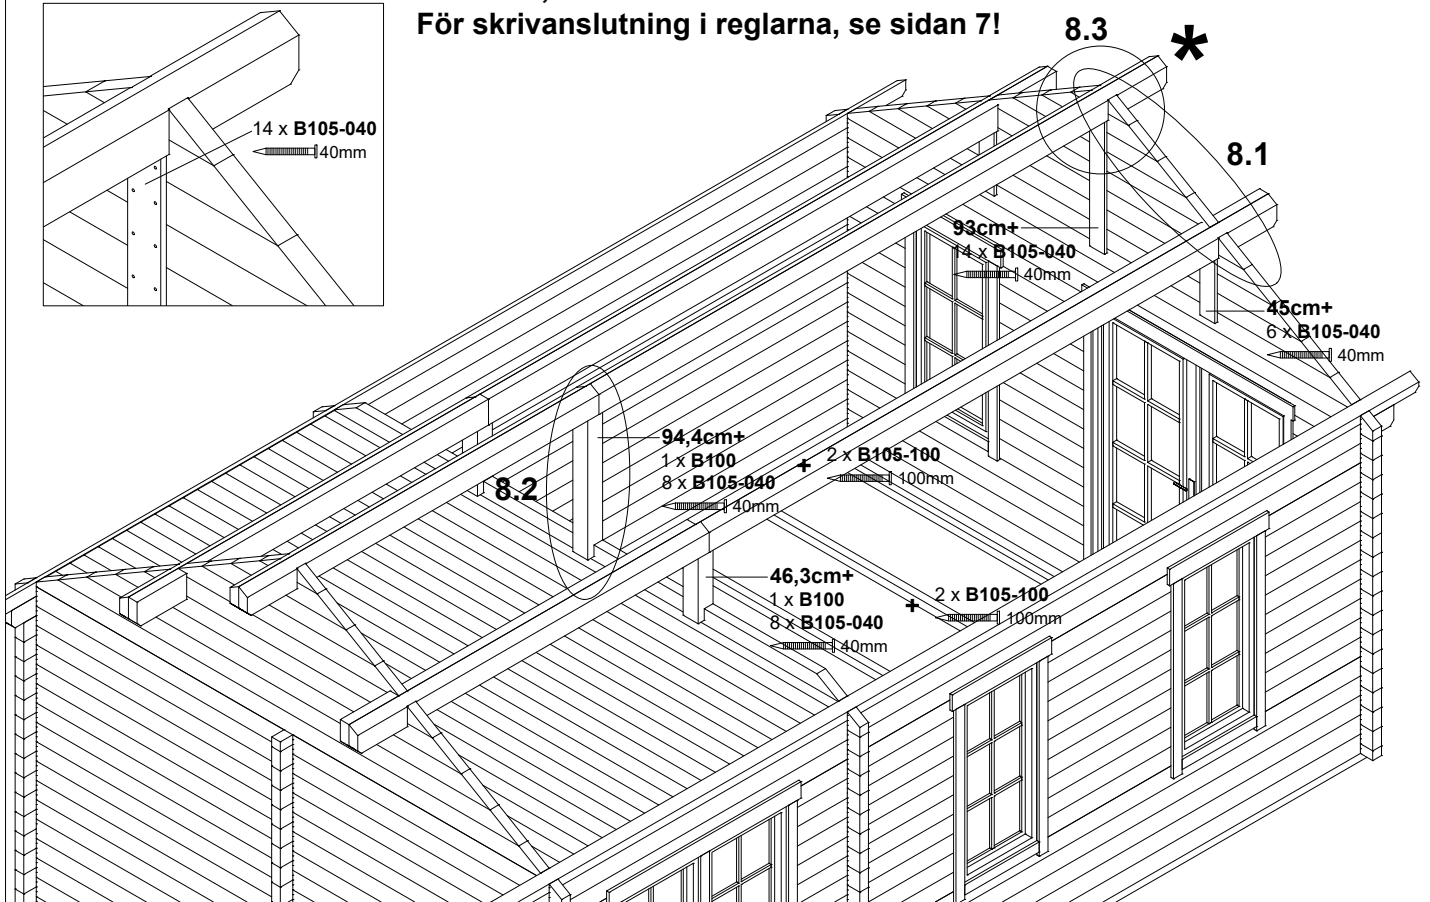 För skrivanslutning i reglarna, se sidan 7!
8.3
*
14 x B105-040
40mm
8.1
93cm+
14 x B105-040
40mm
45cm+
6 x B105-040
40mm
94,4cm+
1 x B100
8 x B105-040
40mm
+
2 x B105-100
100mm
8.2
46,3cm+
1 x B100
8 x B105-040
40mm
+
2 x B105-100
100mm